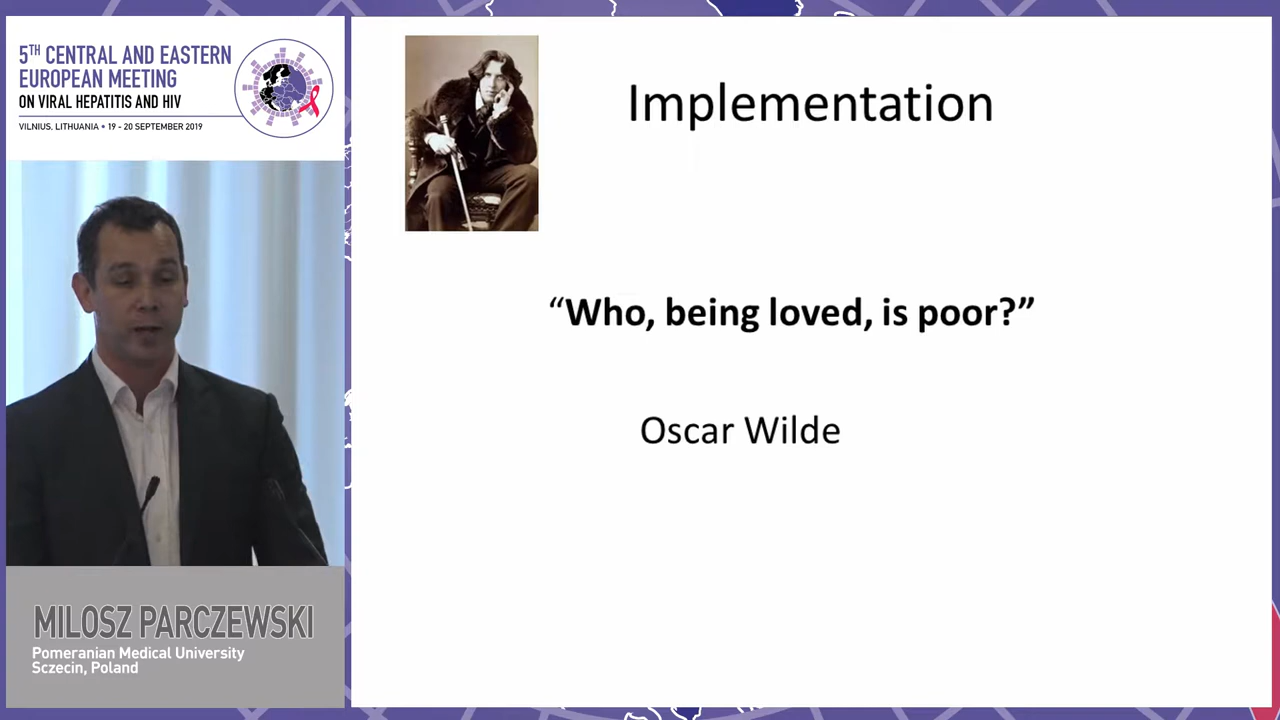 5TH CENTRAL AND EASTERN
EUROPEAN MEETING
ON VIRAL HEPATITIS AND HIV
VILNIUS, LITHUANIA • 19 - 20 SEPTEMBER 2019
MILOSZ PARCZEWSKI
Pomeranian Medical University
Sczecin, Poland
Implementation
“Who, being loved, is poor?”
Oscar Wilde